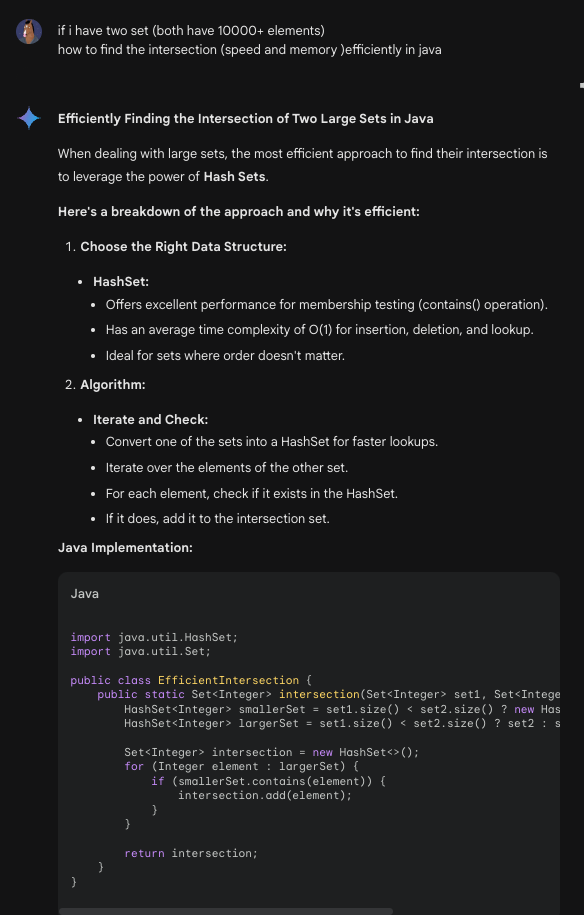 if i have two set (both have 10000+ elements)
how to find the intersection (speed and memory )efficiently in java
Efficiently Finding the Intersection of Two Large Sets in Java
When dealing with large sets, the most efficient approach to find their intersection is
to leverage the power of Hash Sets.
Here's a breakdown of the approach and why it's efficient:
1. Choose the Right Data Structure:
• HashSet:
• Offers excellent performance for membership testing (contains() operation).
• Has an average time complexity of O(1) for insertion, deletion, and lookup.
• Ideal for sets where order doesn't matter.
2. Algorithm:
• Iterate and Check:
• Convert one of the sets into a HashSet for faster lookups.
• Iterate over the elements of the other set.
• For each element, check if it exists in the HashSet.
• If it does, add it to the intersection set.
Java Implementation:
Java
import java.util.HashSet;
import java.util.Set;
public class EfficientIntersection {
public static Set<Integer> intersection(Set<Integer> set1, Set<Intege
HashSet<Integer> smallerSet = set1.size() < set2.size() ? new Has
HashSet<Integer> largerSet = set1.size() < set2.size() ? set2 : s
Set<Integer> intersection = new HashSet<>();
for (Integer element : largerSet) {
if (smallerSet.contains(element)) {
intersection.add(element);
}
}
return intersection;
}
}